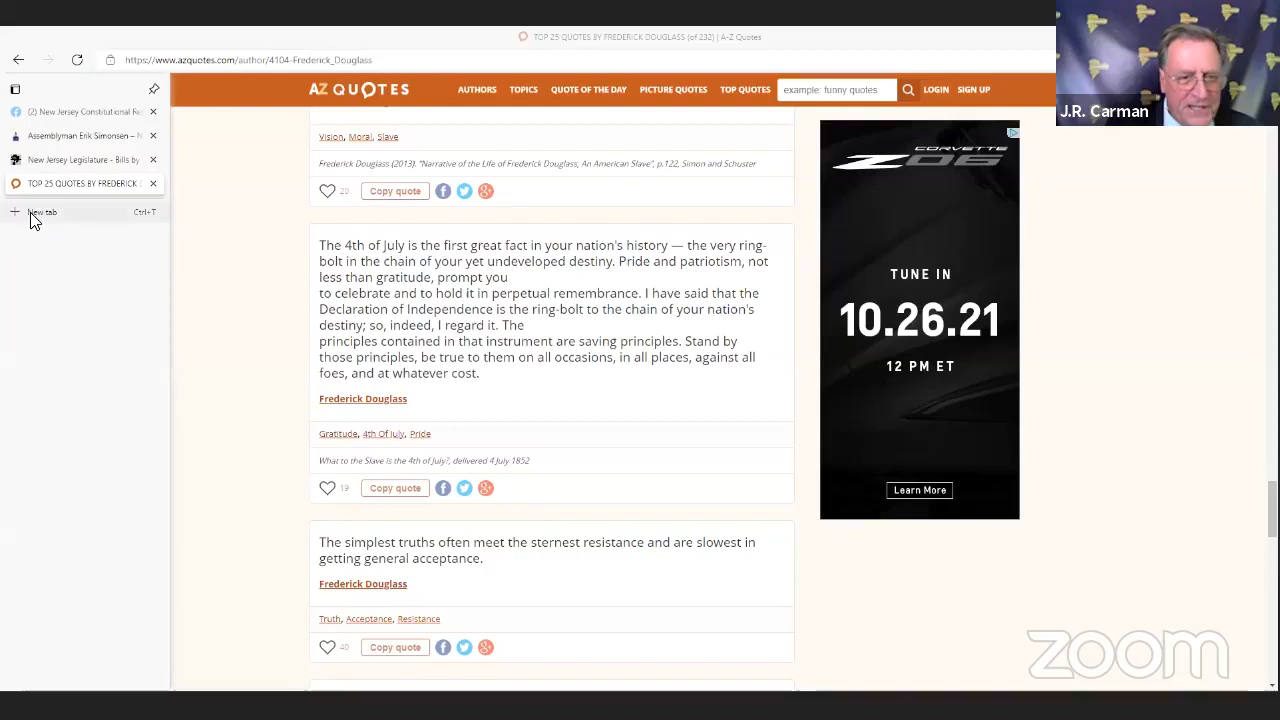 TOP 25 QUOTES BY FREDERICK DOUGLASS (of 232) | A-Z Quotes
https://www.azquotes.com/author/4104-Frederick_Douglass
J.R. Carman
(2) New Jersey Constitutional Re
Assemblyman Erik Simonsen – N
New Jersey Legislature - Bills by
TOP 25 QUOTES BY FREDERICK
New tab Ctrl+T
AZ QUOTES AUTHORS TOPICS QUOTE OF THE DAY PICTURE QUOTES TOP QUOTES example: funny quotes LOGIN SIGN UP
Vision, Moral, Slave
Frederick Douglass (2013). “Narrative of the Life of Frederick Douglass, An American Slave”, p.122, Simon and Schuster
20 Copy quote
The 4th of July is the first great fact in your nation's history — the very ring-
bolt in the chain of your yet undeveloped destiny. Pride and patriotism, not
less than gratitude, prompt you
to celebrate and to hold it in perpetual remembrance. I have said that the
Declaration of Independence is the ring-bolt to the chain of your nation's
destiny; so, indeed, I regard it. The
principles contained in that instrument are saving principles. Stand by
those principles, be true to them on all occasions, in all places, against all
foes, and at whatever cost.
Frederick Douglass
Gratitude, 4th Of July, Pride
What to the Slave is the 4th of July?, delivered 4 July 1852
19 Copy quote
The simplest truths often meet the sternest resistance and are slowest in
getting general acceptance.
Frederick Douglass
Truth, Acceptance, Resistance
40 Copy quote
CORVETTE
Z06
TUNE IN
10.26.21
12 PM ET
Learn More
zoom